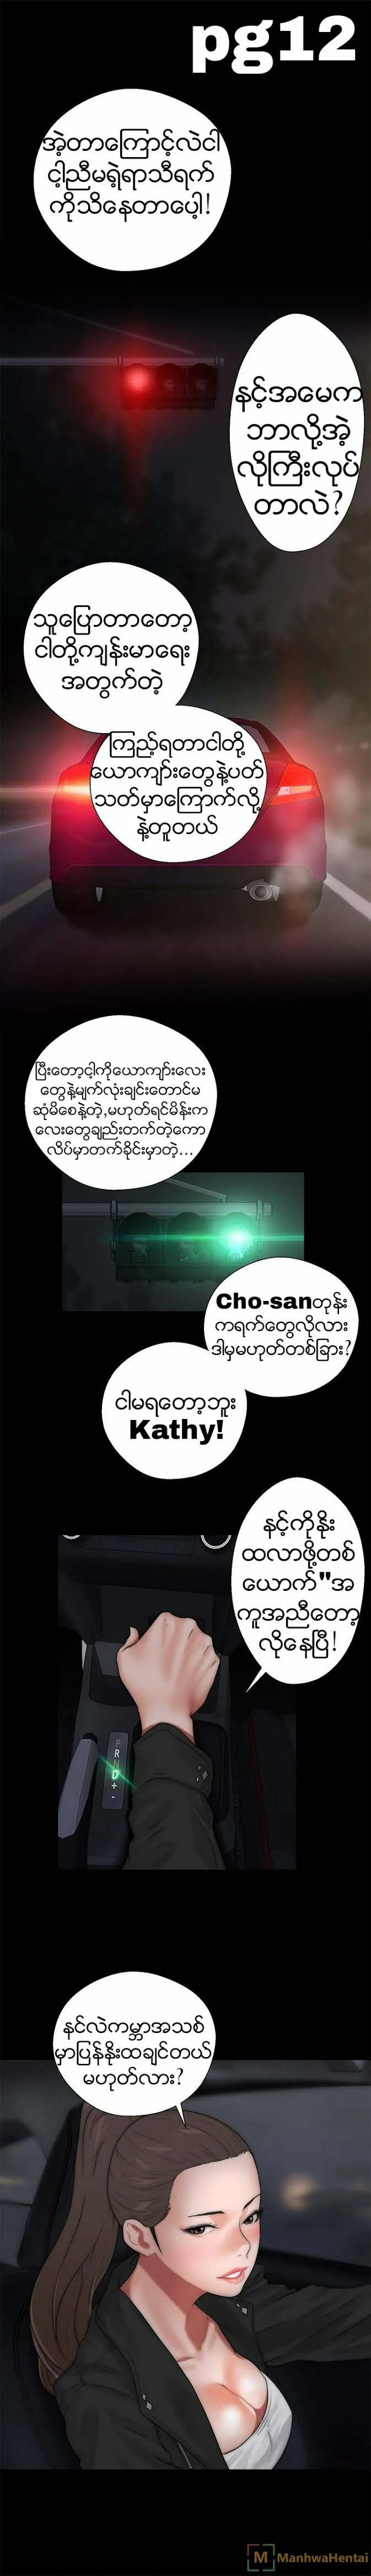 pg12
အဲ့တာကြောင့်လဲငါ
ငါ့ညီမရဲ့ရာသီရက်
ကိုသိနေတာပေါ့!
နင့်အမေက
ဘာလို့အဲ့
လိုကြီးလုပ်
တာလဲ?
သူပြောတာတော့
ငါတို့ကျန်းမာရေး
အတွက်တဲ့
ကြည့်ရတာငါတို့
ယောကျာ်းတွေနဲ့ပတ်
သတ်မှာကြောက်လို့
နဲ့တူတယ်
ပြီးတော့ငါ့ကိုယောကျာ်းလေး
တွေနဲ့မျက်လုံးချင်းတောင်မ
ဆုံမိစေနဲ့တဲ့,မဟုတ်ရင်မိန်းက
လေးတွေချည်းတက်တဲ့ကော
လိပ်မှာတက်ခိုင်းမှာတဲ့...
Cho-sanတုန်း
ကရက်တွေလိုလား
ဒါမှမဟုတ်တစ်ခြား?
ငါမရတော့ဘူး
Kathy!
နင့်ကိုနိုး
ထလာဖို့တစ်
ယောက်"အ
ကူအညီတော့
လိုနေပြီ!
P
R
N
D
+
-
နင်လဲကမ္ဘာအသစ်
မှာပြန်နိုးထချင်တယ်
မဟုတ်လား?
M ManhwaHentai